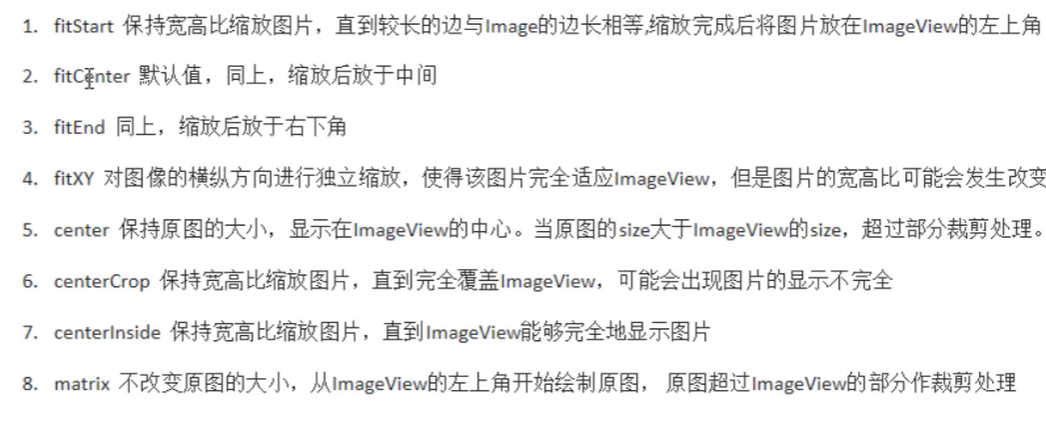 1. fitStart 保持宽高比缩放图片，直到较长的边与Image的边长相等,缩放完成后将图片放在ImageView的左上角
2. fitCenter 默认值，同上，缩放后放于中间
3. fitEnd 同上，缩放后放于右下角
4. fitXY 对图像的横纵方向进行独立缩放，使得该图片完全适应ImageView，但是图片的宽高比可能会发生改变
5. center 保持原图的大小，显示在ImageView的中心。当原图的size大于ImageView的size，超过部分裁剪处理。
6. centerCrop 保持宽高比缩放图片，直到完全覆盖ImageView，可能会出现图片的显示不完全
7. centerInside 保持宽高比缩放图片，直到ImageView能够完全地显示图片
8. matrix 不改变原图的大小，从ImageView的左上角开始绘制原图， 原图超过ImageView的部分作裁剪处理